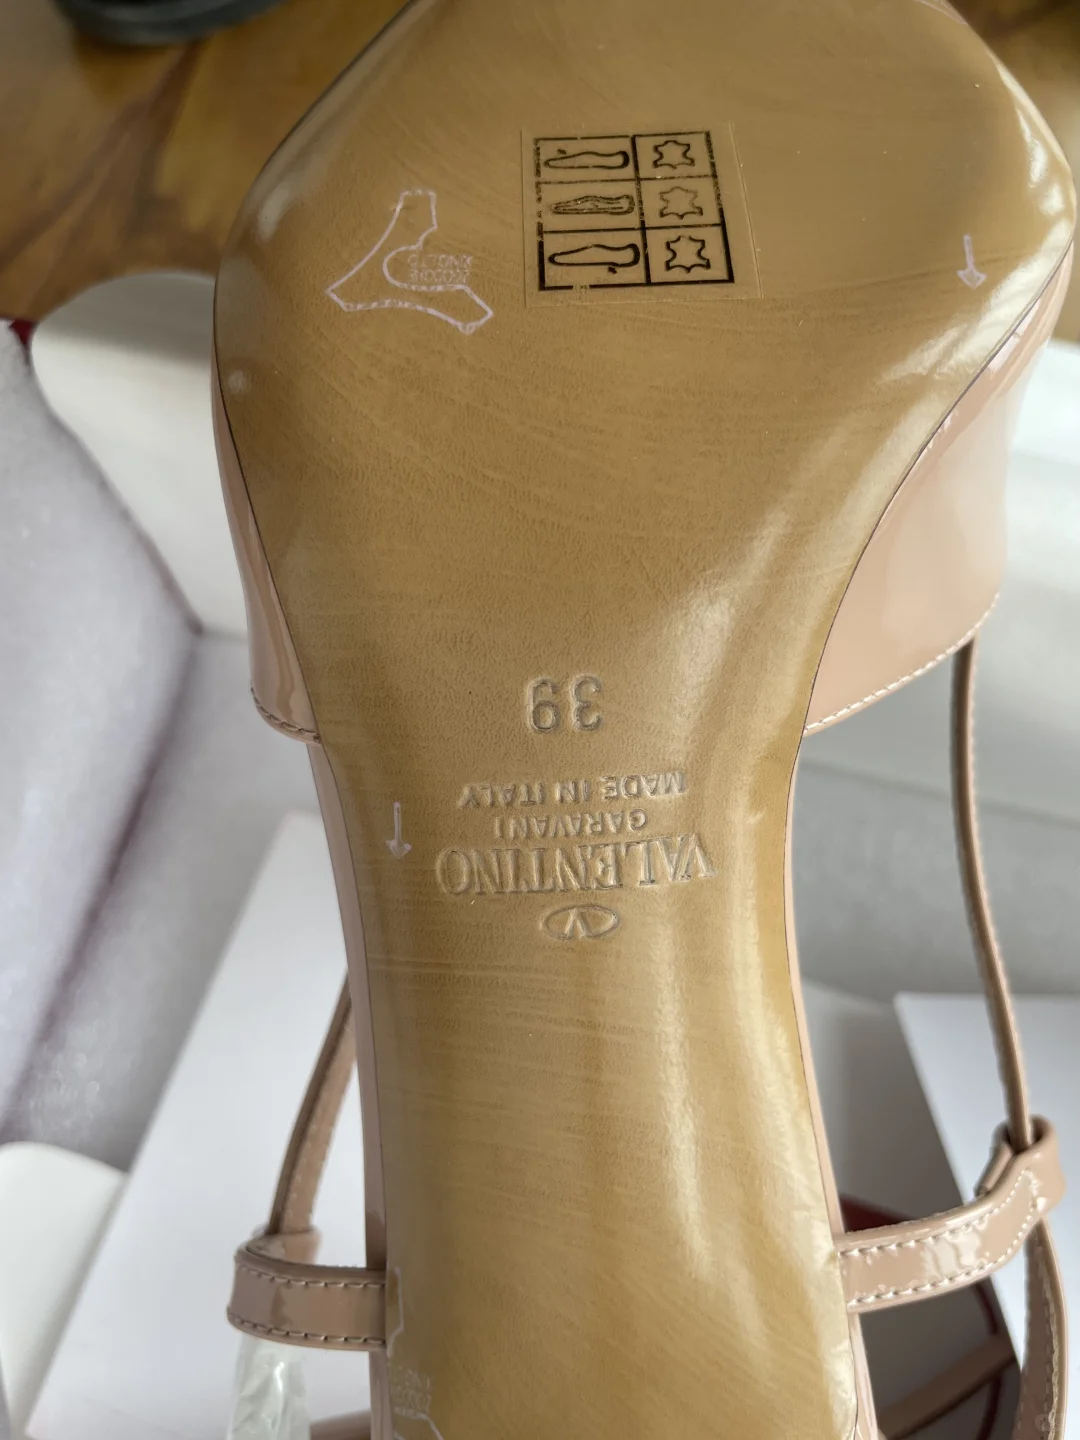 V
VALENTINO
GARAVANI
MADE IN ITALY
39